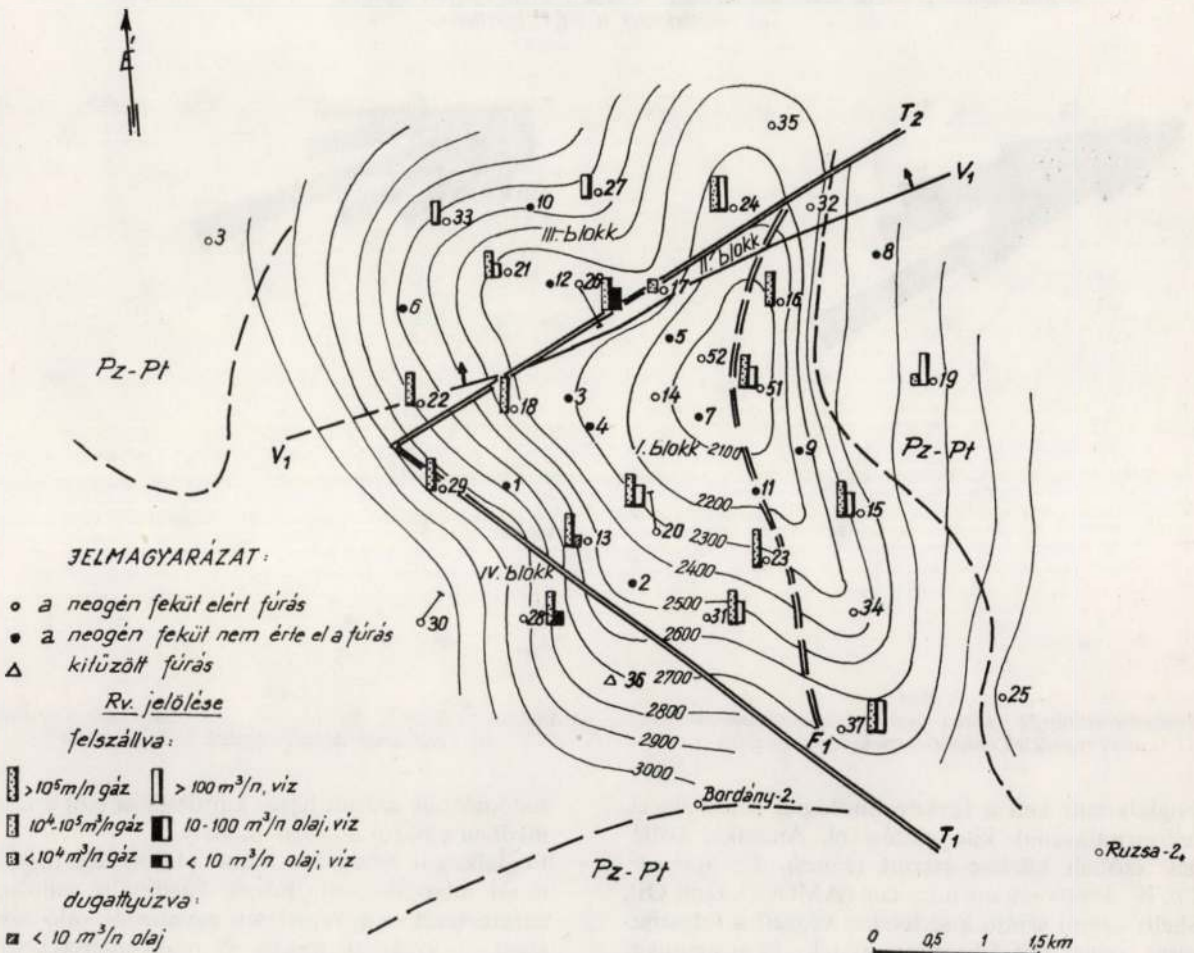 É
T₂
35
V₁
27
10
24
32
33
III. blokk
3
II. blokk
8
21
12
26
17
16
6
5
Pz-Pt
52
51
19
22
18
3
14
4
7
V₁
I. blokk
2100
9
Pz-Pt
29
1
11
2200
15
20
13
2300
23
IV. blokk
2400
2
2500
34
30
28
31
2600
36
2700
25
2800
F₁
37
2900
3000
Bordány-2.
T₁
Pz-Pt
Ruzsa-2.
JELMAGYARÁZAT:
a neogén feküt elért fúrás
a neogén feküt nem érte el a fúrás
kitűzött fúrás
Rv. jelölése
felszállva:
>10⁵m/n gáz >100 m³/n, víz
10⁴-10⁵m³/n gáz 10-100 m³/n olaj, víz
<10⁴ m³/n gáz <10 m³/n olaj, víz
dugattyúzva:
<10 m³/n olaj
0 0,5 1 1,5 km